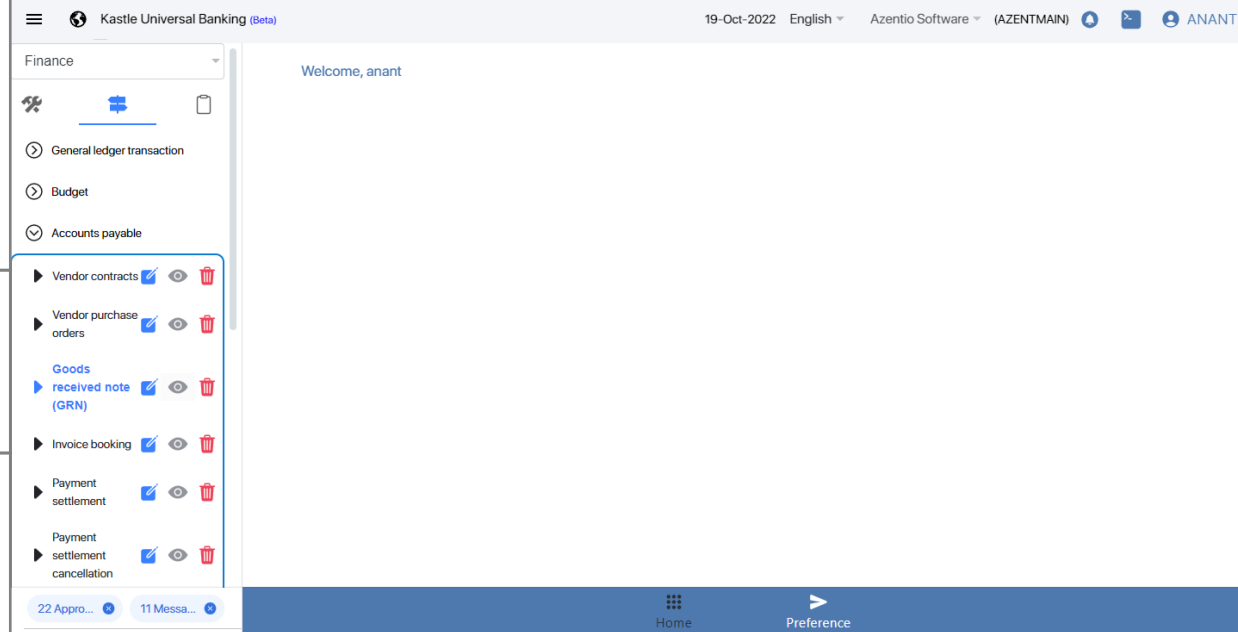 Kastle Universal Banking (Beta)
19-Oct-2022 English Azentio Software (AZENTMAIN) ANANT
Finance
Welcome, anant
General ledger transaction
Budget
Accounts payable
Vendor contracts
Vendor purchase
orders
Goods
received note
(GRN)
Invoice booking
Payment
settlement
Payment
settlement
cancellation
22 Appro... 11 Messa...
Home Preference